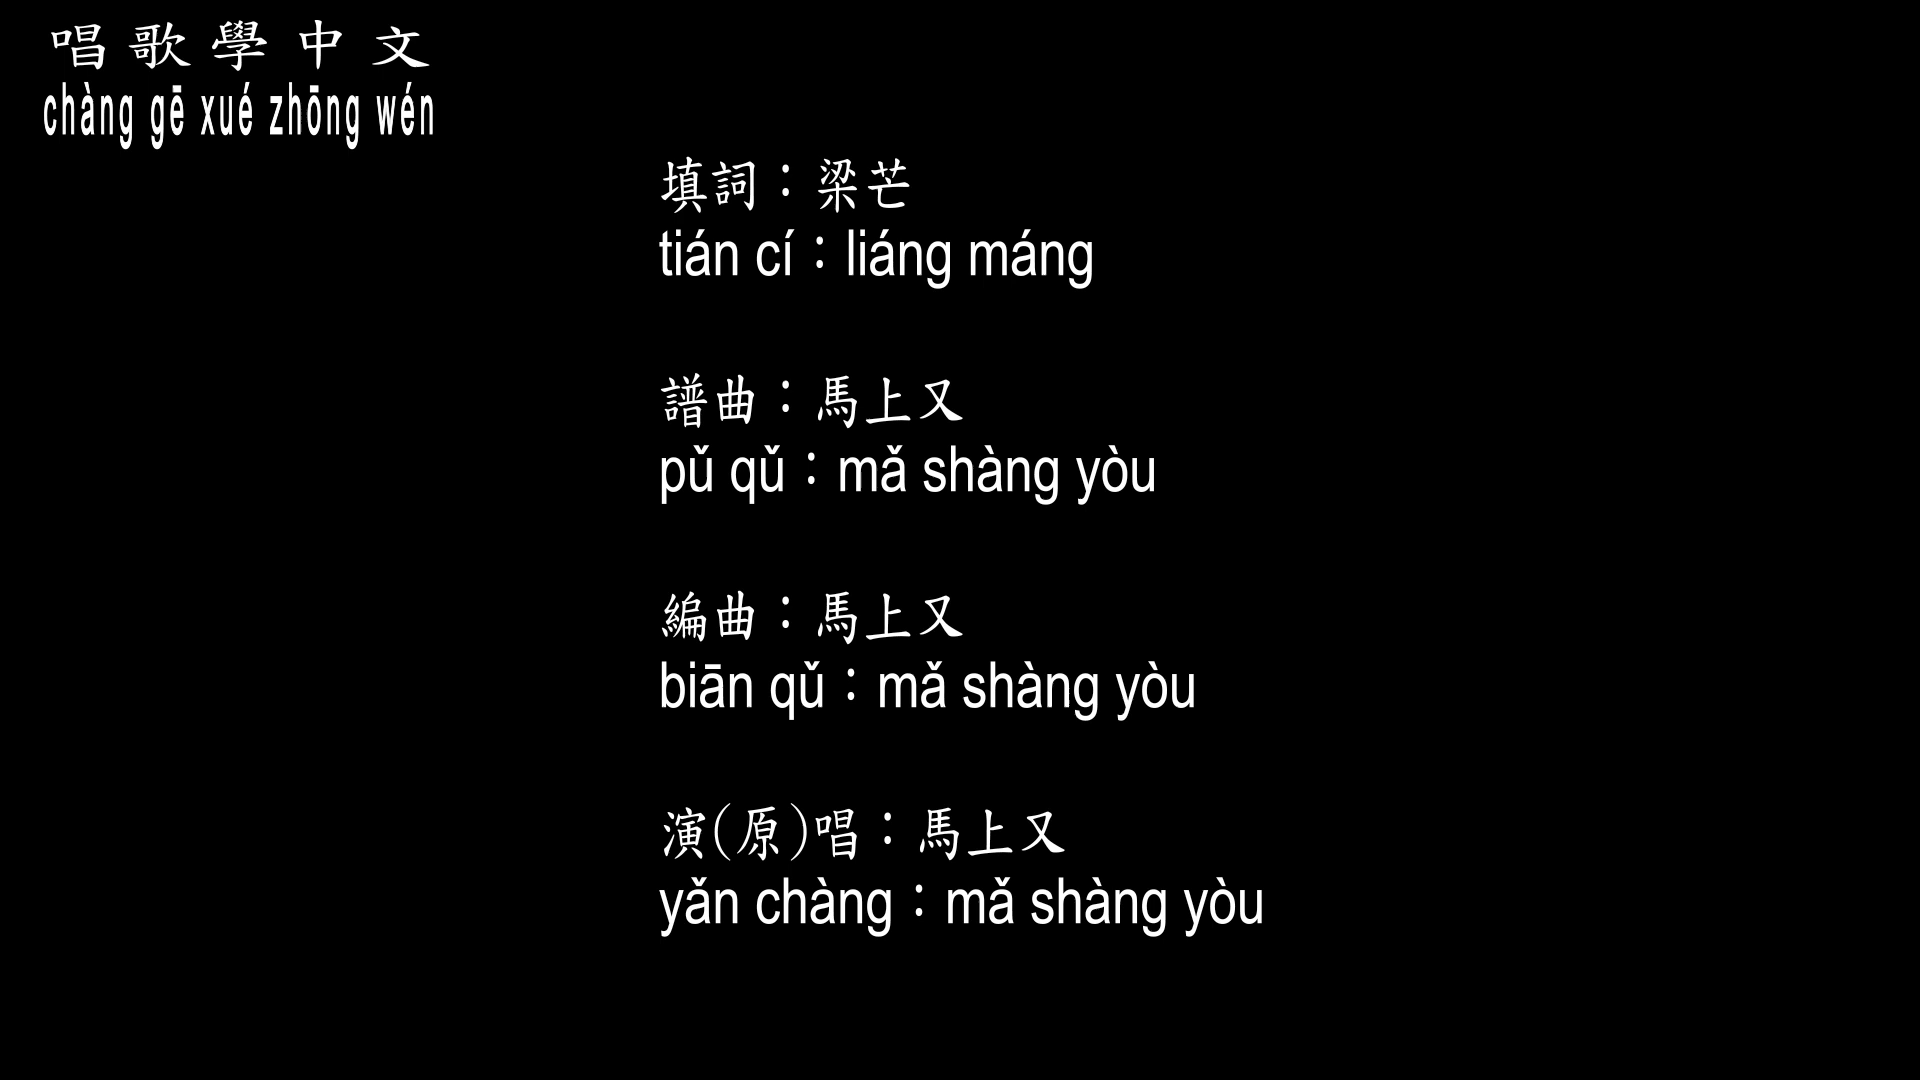 唱歌學中文
chàng gē xué zhōng wén
填詞：梁芒
tián cí：liáng máng
譜曲：馬上又
pǔ qǔ：mǎ shàng yòu
編曲：馬上又
biān qǔ：mǎ shàng yòu
演(原)唱：馬上又
yǎn chàng：mǎ shàng yòu